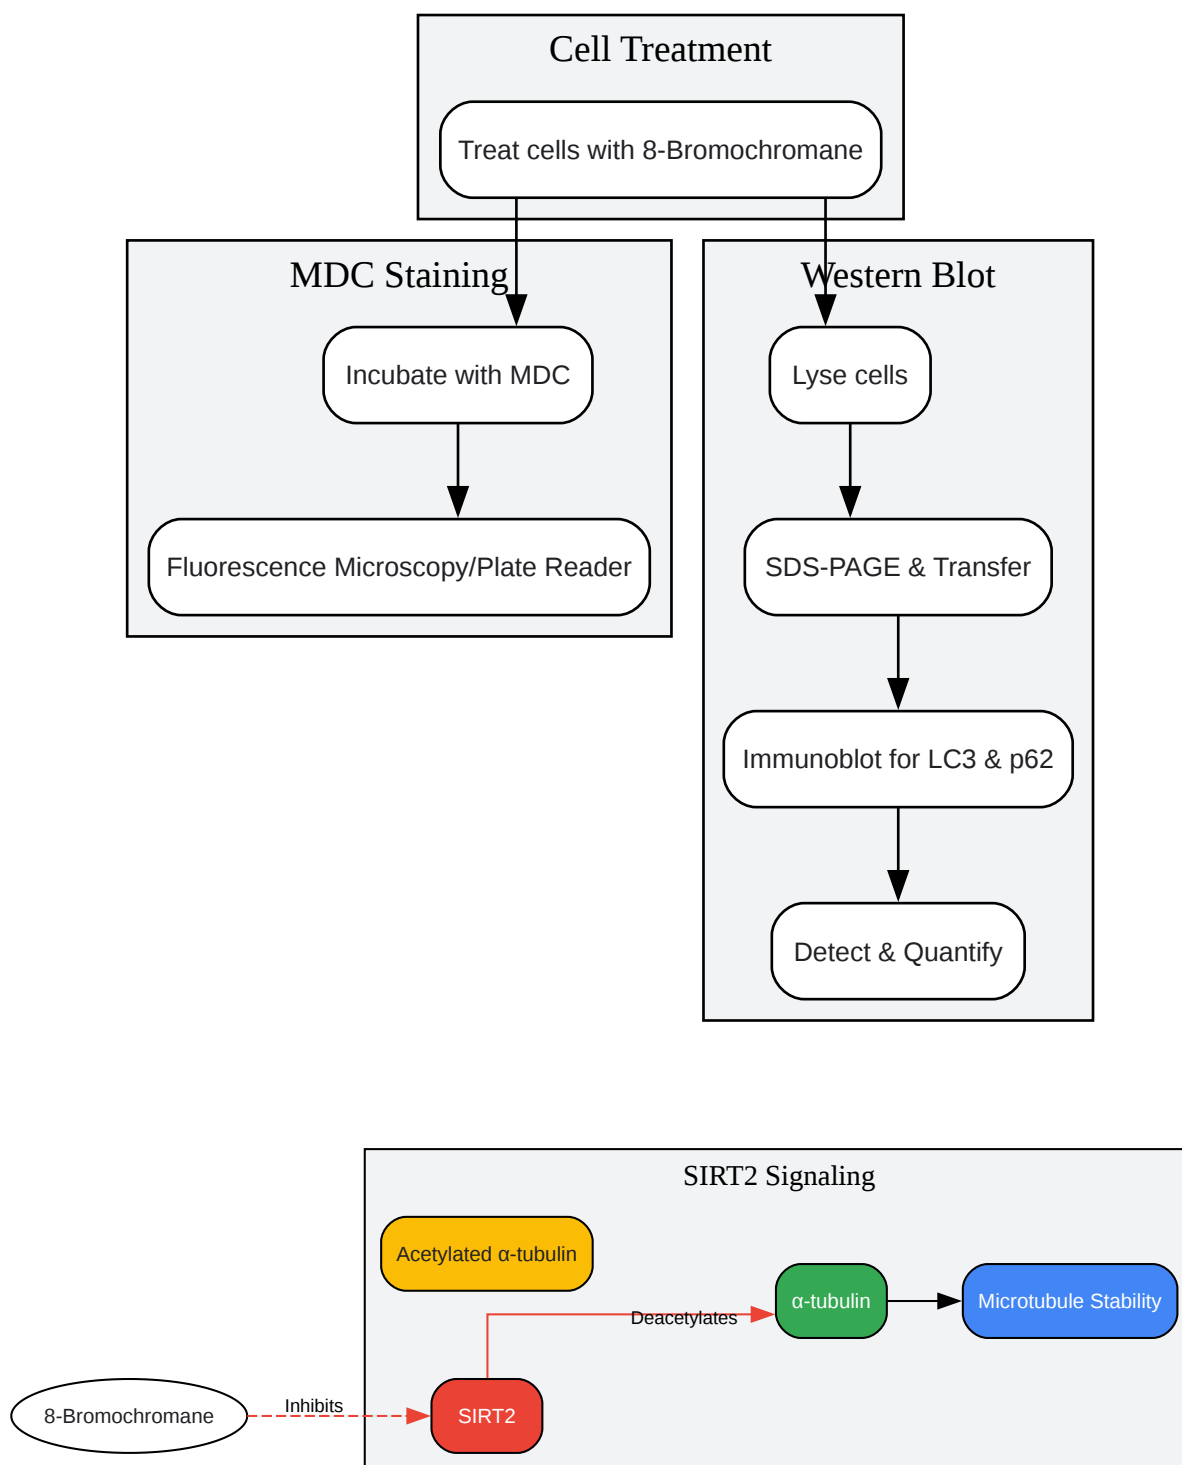 Cell Treatment
Treat cells with 8-Bromochromane
MDC Staining
Incubate with MDC
Fluorescence Microscopy/Plate Reader
Western Blot
Lyse cells
SDS-PAGE & Transfer
Immunoblot for LC3 & p62
Detect & Quantify
SIRT2 Signaling
Acetylated α-tubulin
α-tubulin
Microtubule Stability
Deacetylates
8-Bromochromane
Inhibits
SIRT2